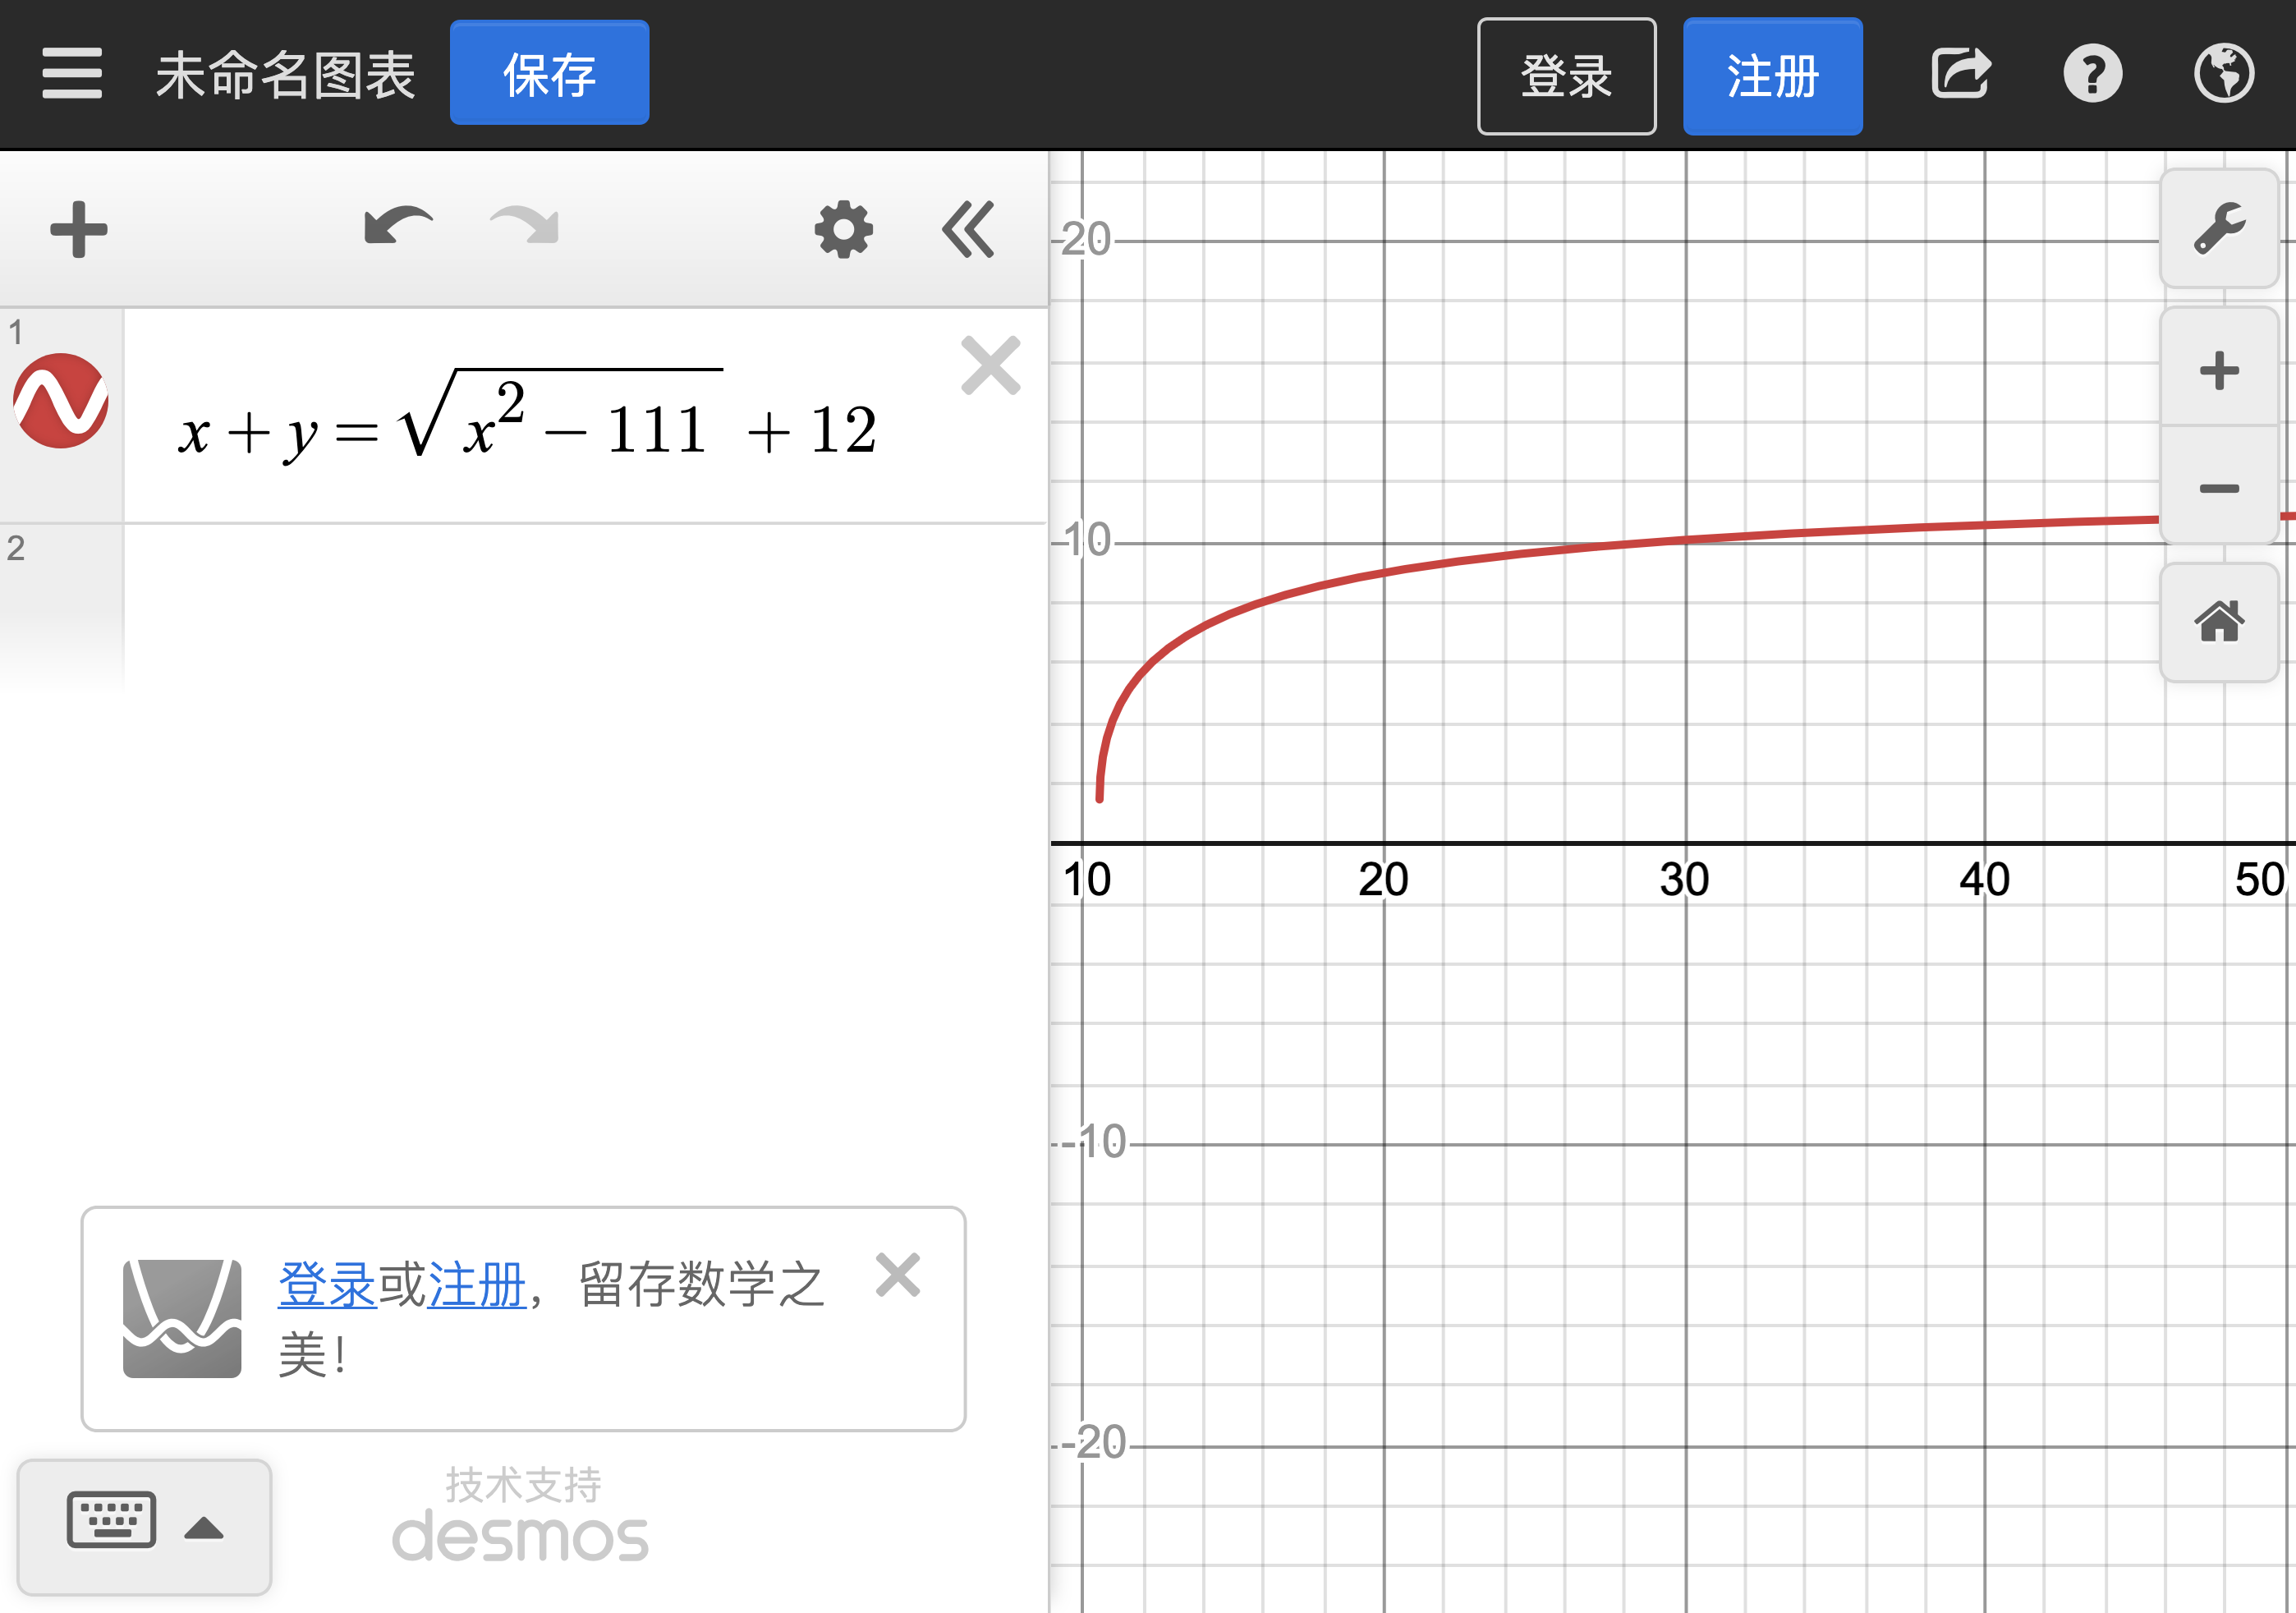 未命名图表 保存 登录 注册
1
x + y = √(x² − 111) + 12
2
登录或注册，留存数学之
美！
技术支持
desmos
20
10
10 20 30 40 50
-10
-20